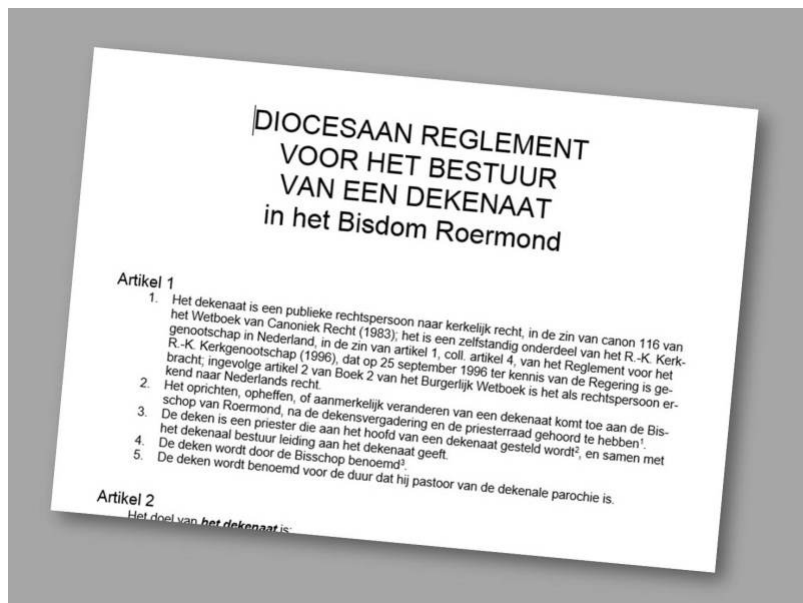 DIOCESAAN REGLEMENT
VOOR HET BESTUUR
VAN EEN DEKENAAT
in het Bisdom Roermond
Artikel 1
1. Het dekenaat is een publieke rechtspersoon naar kerkelijk recht, in de zin van canon 116 van
het Wetboek van Canoniek Recht (1983); het is een zelfstandig onderdeel van het R.-K. Kerk-
genootschap in Nederland, in de zin van artikel 1, coll. artikel 4, van het Reglement voor het
R.-K. Kerkgenootschap (1996), dat op 25 september 1996 ter kennis van de Regering is ge-
bracht; ingevolge artikel 2 van Boek 2 van het Burgerlijk Wetboek is het als rechtspersoon er-
kend naar Nederlands recht.
2. Het oprichten, opheffen, of aanmerkelijk veranderen van een dekenaat komt toe aan de Bis-
schop van Roermond, na de dekensvergadering en de priesterraad gehoord te hebben¹.
3. De deken is een priester die aan het hoofd van een dekenaat gesteld wordt², en samen met
het dekenaal bestuur leiding aan het dekenaat geeft.
4. De deken wordt door de Bisschop benoemd³.
5. De deken wordt benoemd voor de duur dat hij pastoor van de dekenale parochie is.
Artikel 2
Het doel van het dekenaat is: